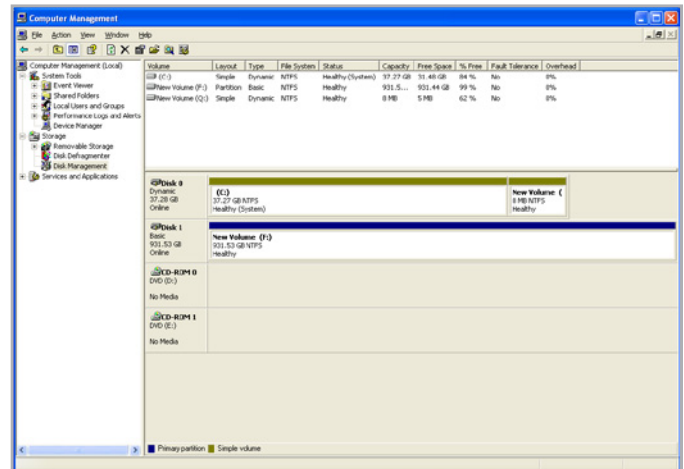 Computer Management
File Action View Window Help
Computer Management (Local)
System Tools
Event Viewer
Shared Folders
Local Users and Groups
Performance Logs and Alerts
Device Manager
Storage
Removable Storage
Disk Defragmenter
Disk Management
Services and Applications
Volume Layout Type File System Status Capacity Free Space % Free Fault Tolerance Overhead
(C:) Simple Dynamic NTFS Healthy (System) 37.27 GB 31.48 GB 84 % No 0%
New Volume (F:) Partition Basic NTFS Healthy 931.5... 931.44 GB 99 % No 0%
New Volume (Q:) Simple Dynamic NTFS Healthy 8 MB 5 MB 62 % No 0%
Disk 0
Dynamic
37.28 GB
Online
(C:)
37.27 GB NTFS
Healthy (System)
New Volume (
8 MB NTFS
Healthy
Disk 1
Basic
931.53 GB
Online
New Volume (F:)
931.53 GB NTFS
Healthy
CD-ROM 0
DVD (D:)
No Media
CD-ROM 1
DVD (E:)
No Media
Primary partition Simple volume